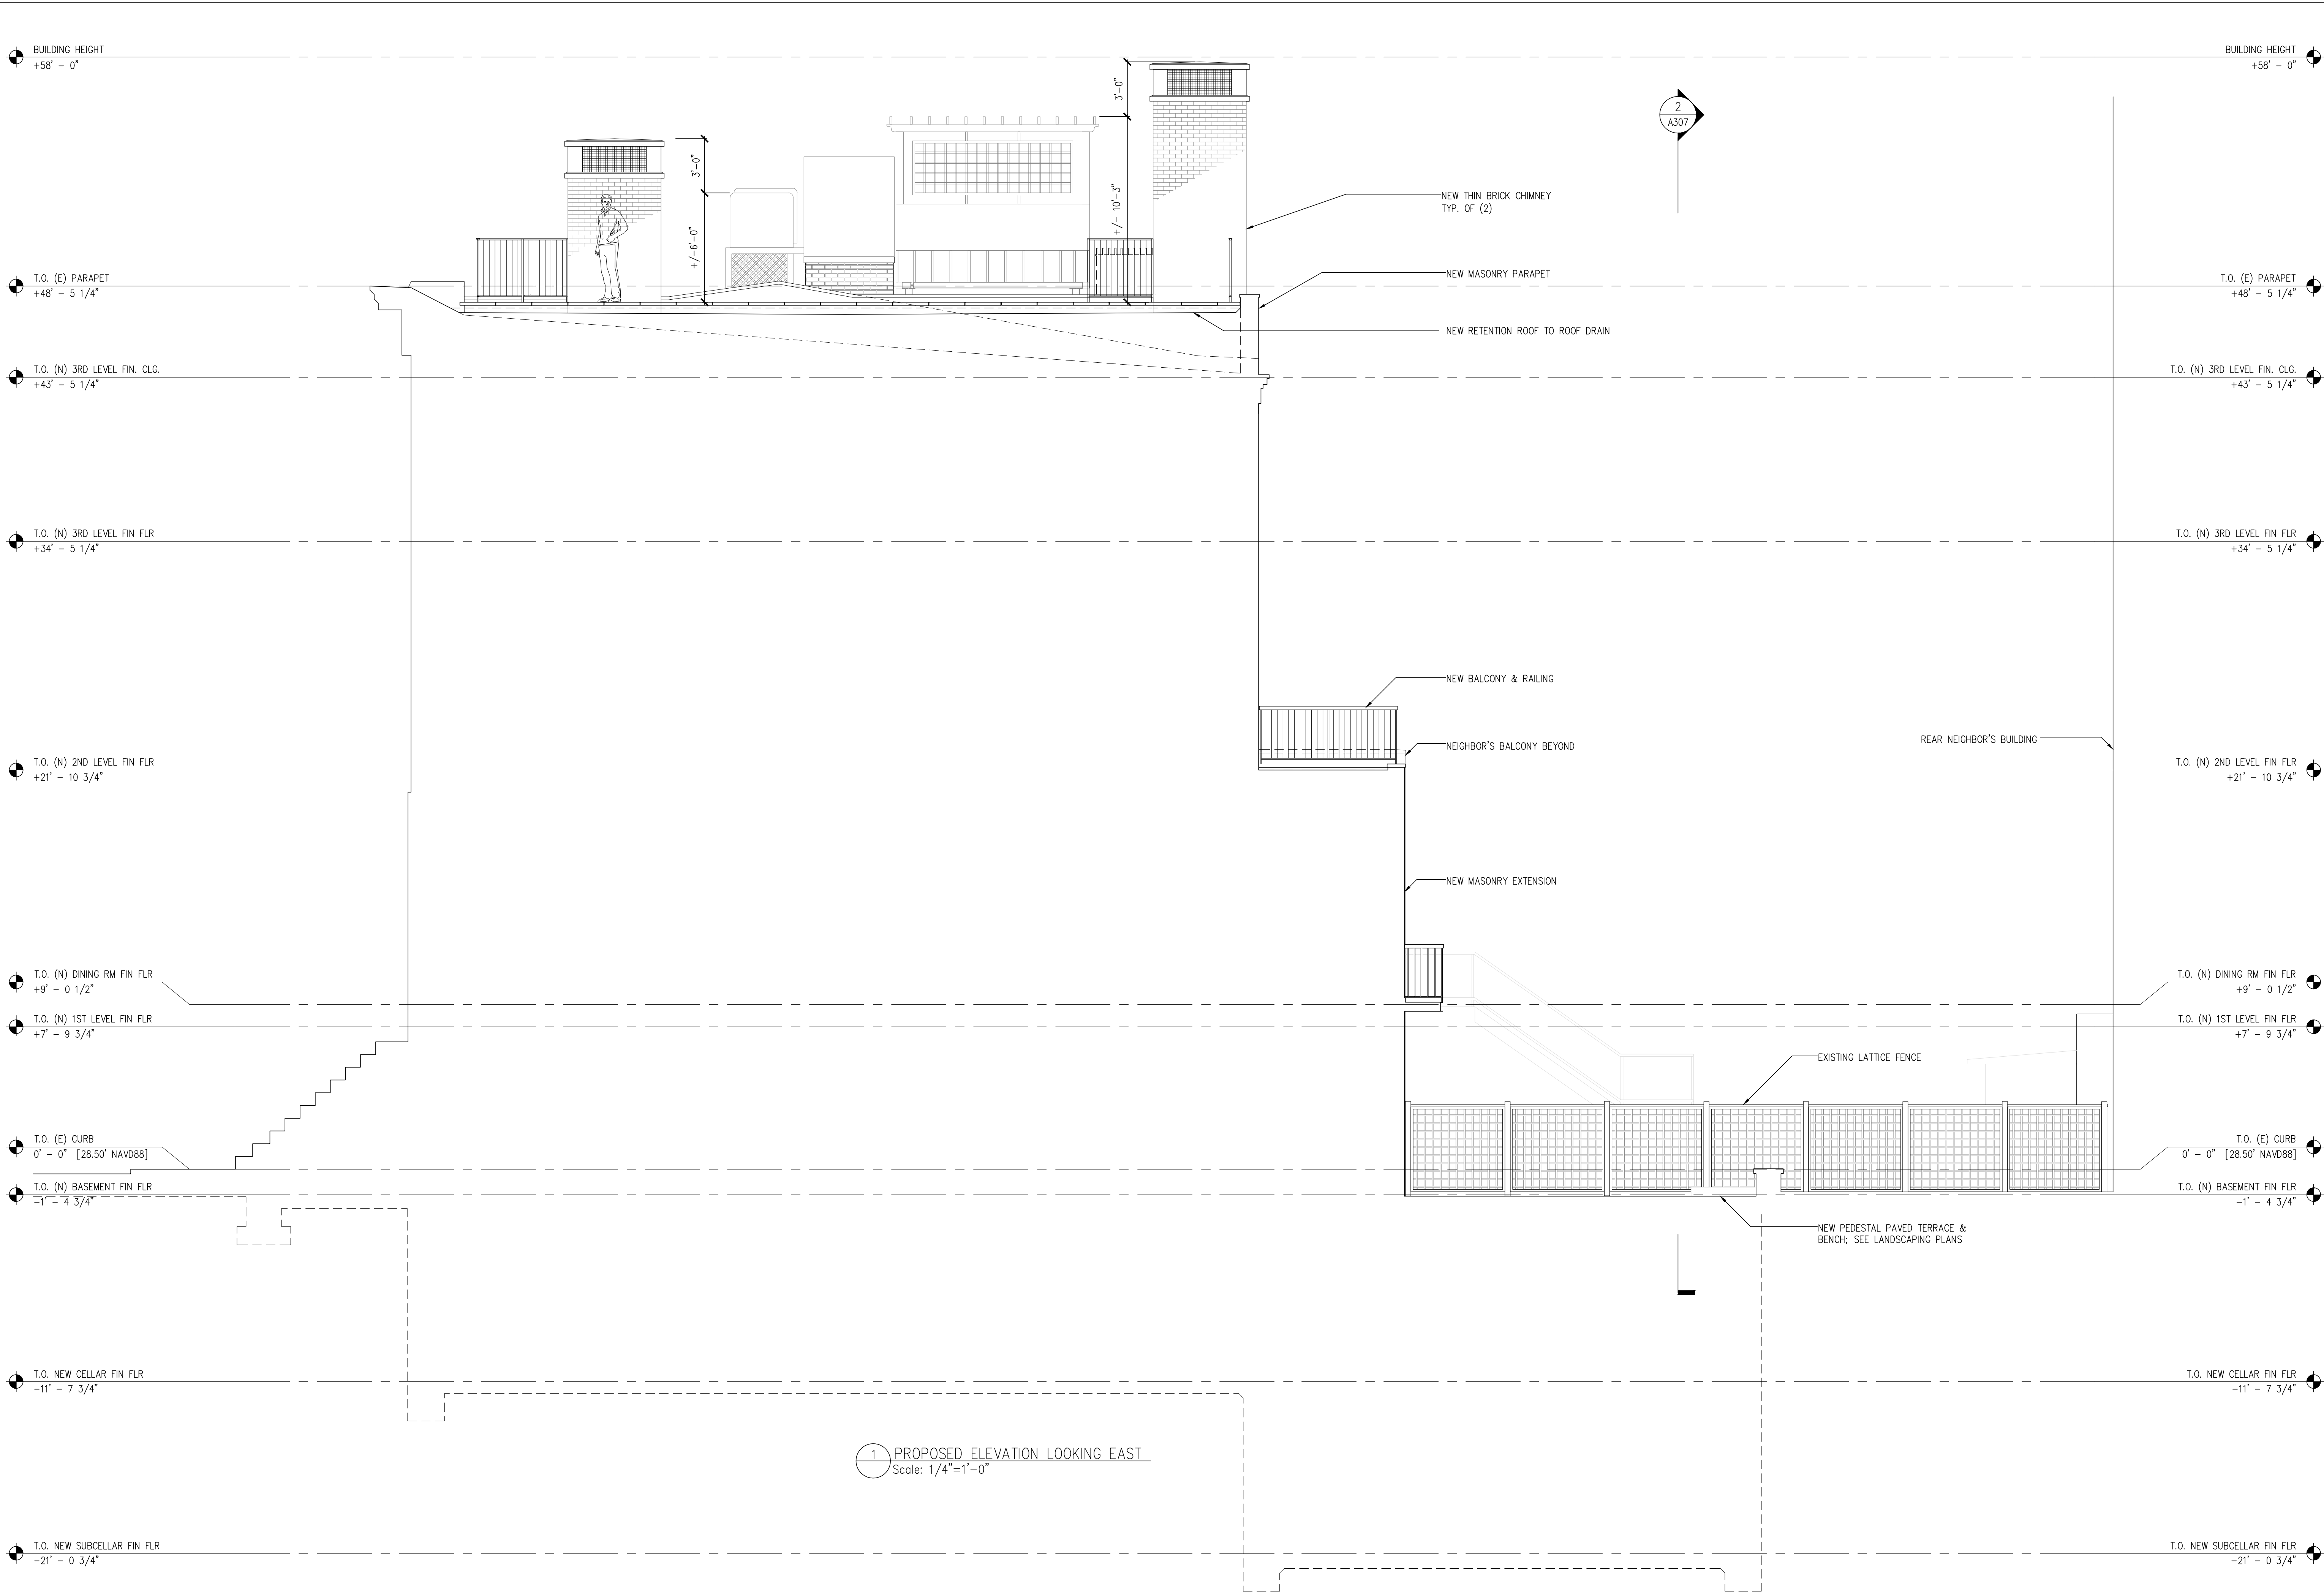 BUILDING HEIGHT
+58' - 0"
BUILDING HEIGHT
+58' - 0"
3'-0"
2
A307
3'-0"
+/- 10'-3"
+/-6'-0"
NEW THIN BRICK CHIMNEY
TYP. OF (2)
T.O. (E) PARAPET
+48' - 5 1/4"
NEW MASONRY PARAPET
T.O. (E) PARAPET
+48' - 5 1/4"
NEW RETENTION ROOF TO ROOF DRAIN
T.O. (N) 3RD LEVEL FIN. CLG.
+43' - 5 1/4"
T.O. (N) 3RD LEVEL FIN. CLG.
+43' - 5 1/4"
T.O. (N) 3RD LEVEL FIN FLR
+34' - 5 1/4"
T.O. (N) 3RD LEVEL FIN FLR
+34' - 5 1/4"
NEW BALCONY & RAILING
NEIGHBOR'S BALCONY BEYOND
REAR NEIGHBOR'S BUILDING
T.O. (N) 2ND LEVEL FIN FLR
+21' - 10 3/4"
T.O. (N) 2ND LEVEL FIN FLR
+21' - 10 3/4"
NEW MASONRY EXTENSION
T.O. (N) DINING RM FIN FLR
+9' - 0 1/2"
T.O. (N) DINING RM FIN FLR
+9' - 0 1/2"
T.O. (N) 1ST LEVEL FIN FLR
+7' - 9 3/4"
T.O. (N) 1ST LEVEL FIN FLR
+7' - 9 3/4"
EXISTING LATTICE FENCE
T.O. (E) CURB
0' - 0" [28.50' NAVD88]
T.O. (E) CURB
0' - 0" [28.50' NAVD88]
T.O. (N) BASEMENT FIN FLR
-1' - 4 3/4"
T.O. (N) BASEMENT FIN FLR
-1' - 4 3/4"
NEW PEDESTAL PAVED TERRACE &
BENCH; SEE LANDSCAPING PLANS
T.O. NEW CELLAR FIN FLR
-11' - 7 3/4"
T.O. NEW CELLAR FIN FLR
-11' - 7 3/4"
1
PROPOSED ELEVATION LOOKING EAST
Scale: 1/4"=1'-0"
T.O. NEW SUBCELLAR FIN FLR
-21' - 0 3/4"
T.O. NEW SUBCELLAR FIN FLR
-21' - 0 3/4"